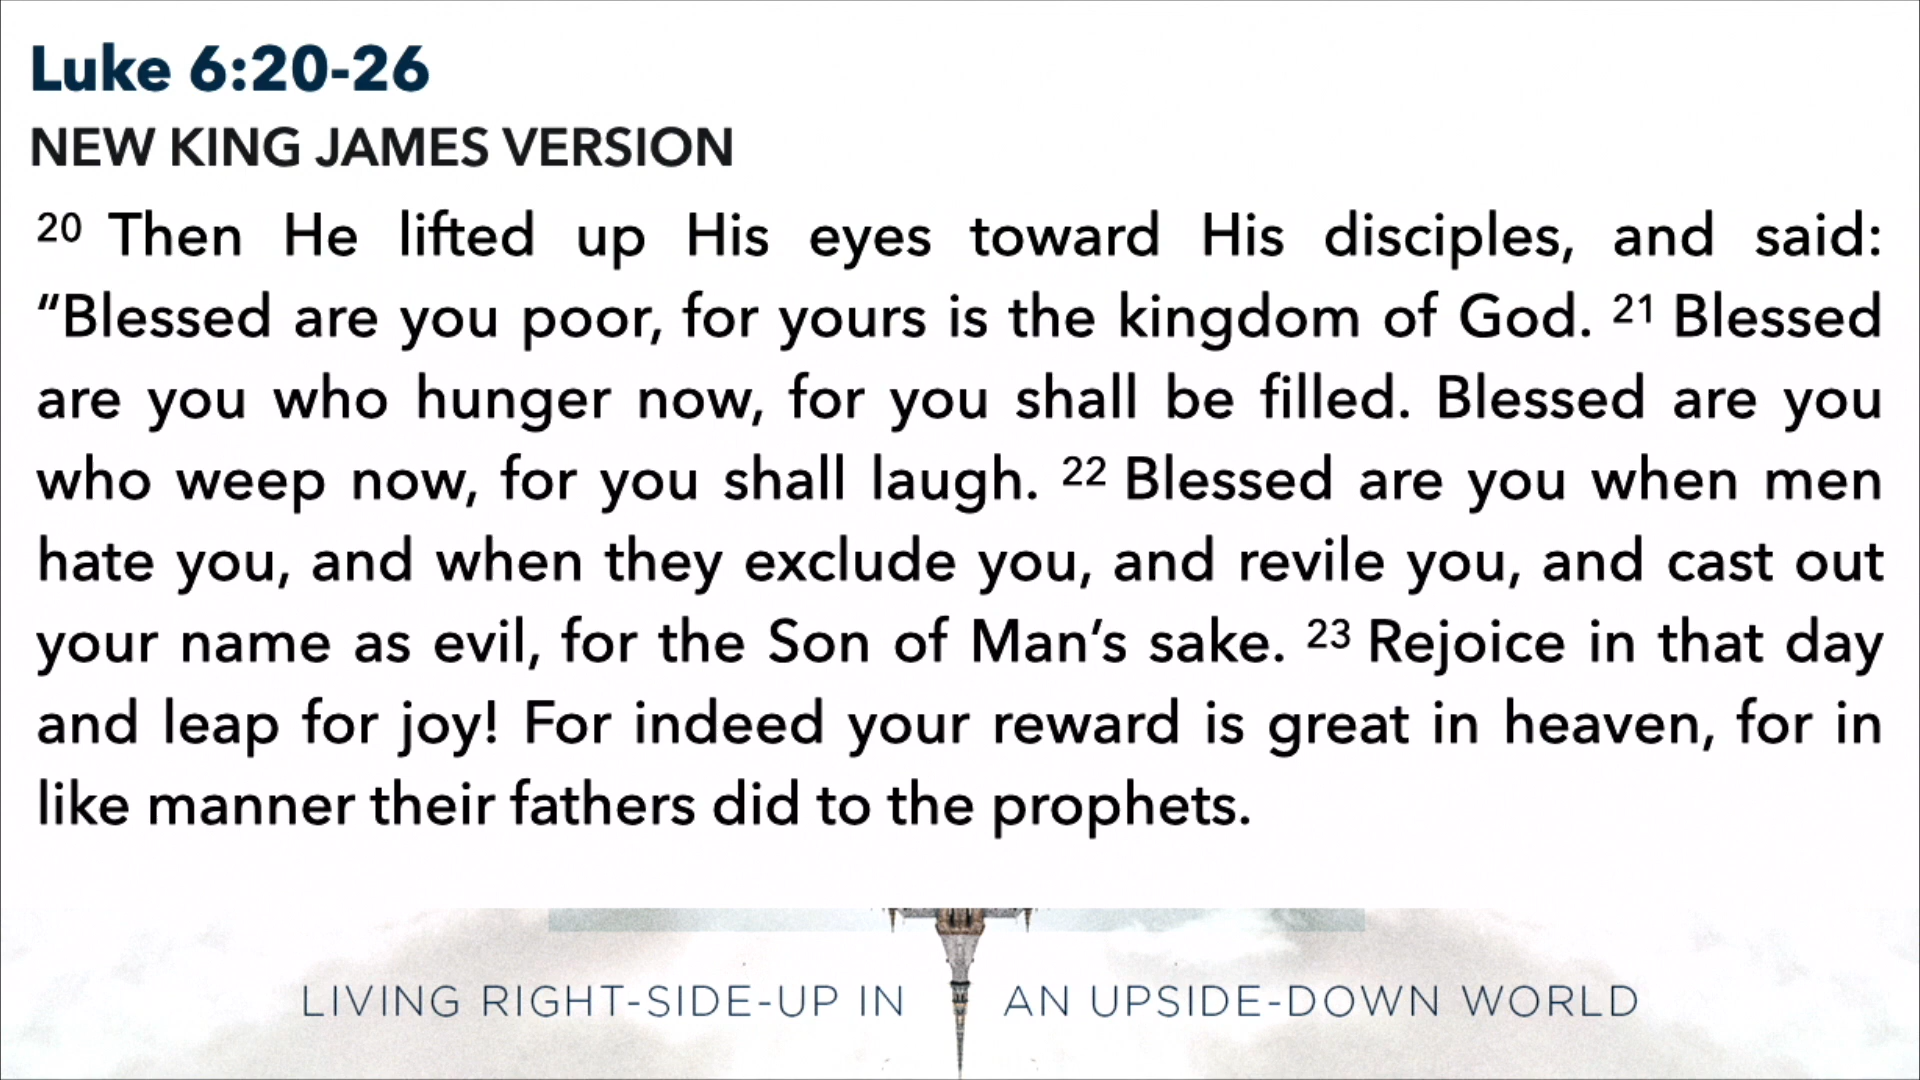 Luke 6:20-26
NEW KING JAMES VERSION
20 Then He lifted up His eyes toward His disciples, and said:
“Blessed are you poor, for yours is the kingdom of God. 21 Blessed
are you who hunger now, for you shall be filled. Blessed are you
who weep now, for you shall laugh. 22 Blessed are you when men
hate you, and when they exclude you, and revile you, and cast out
your name as evil, for the Son of Man’s sake. 23 Rejoice in that day
and leap for joy! For indeed your reward is great in heaven, for in
like manner their fathers did to the prophets.
LIVING RIGHT-SIDE-UP IN AN UPSIDE-DOWN WORLD